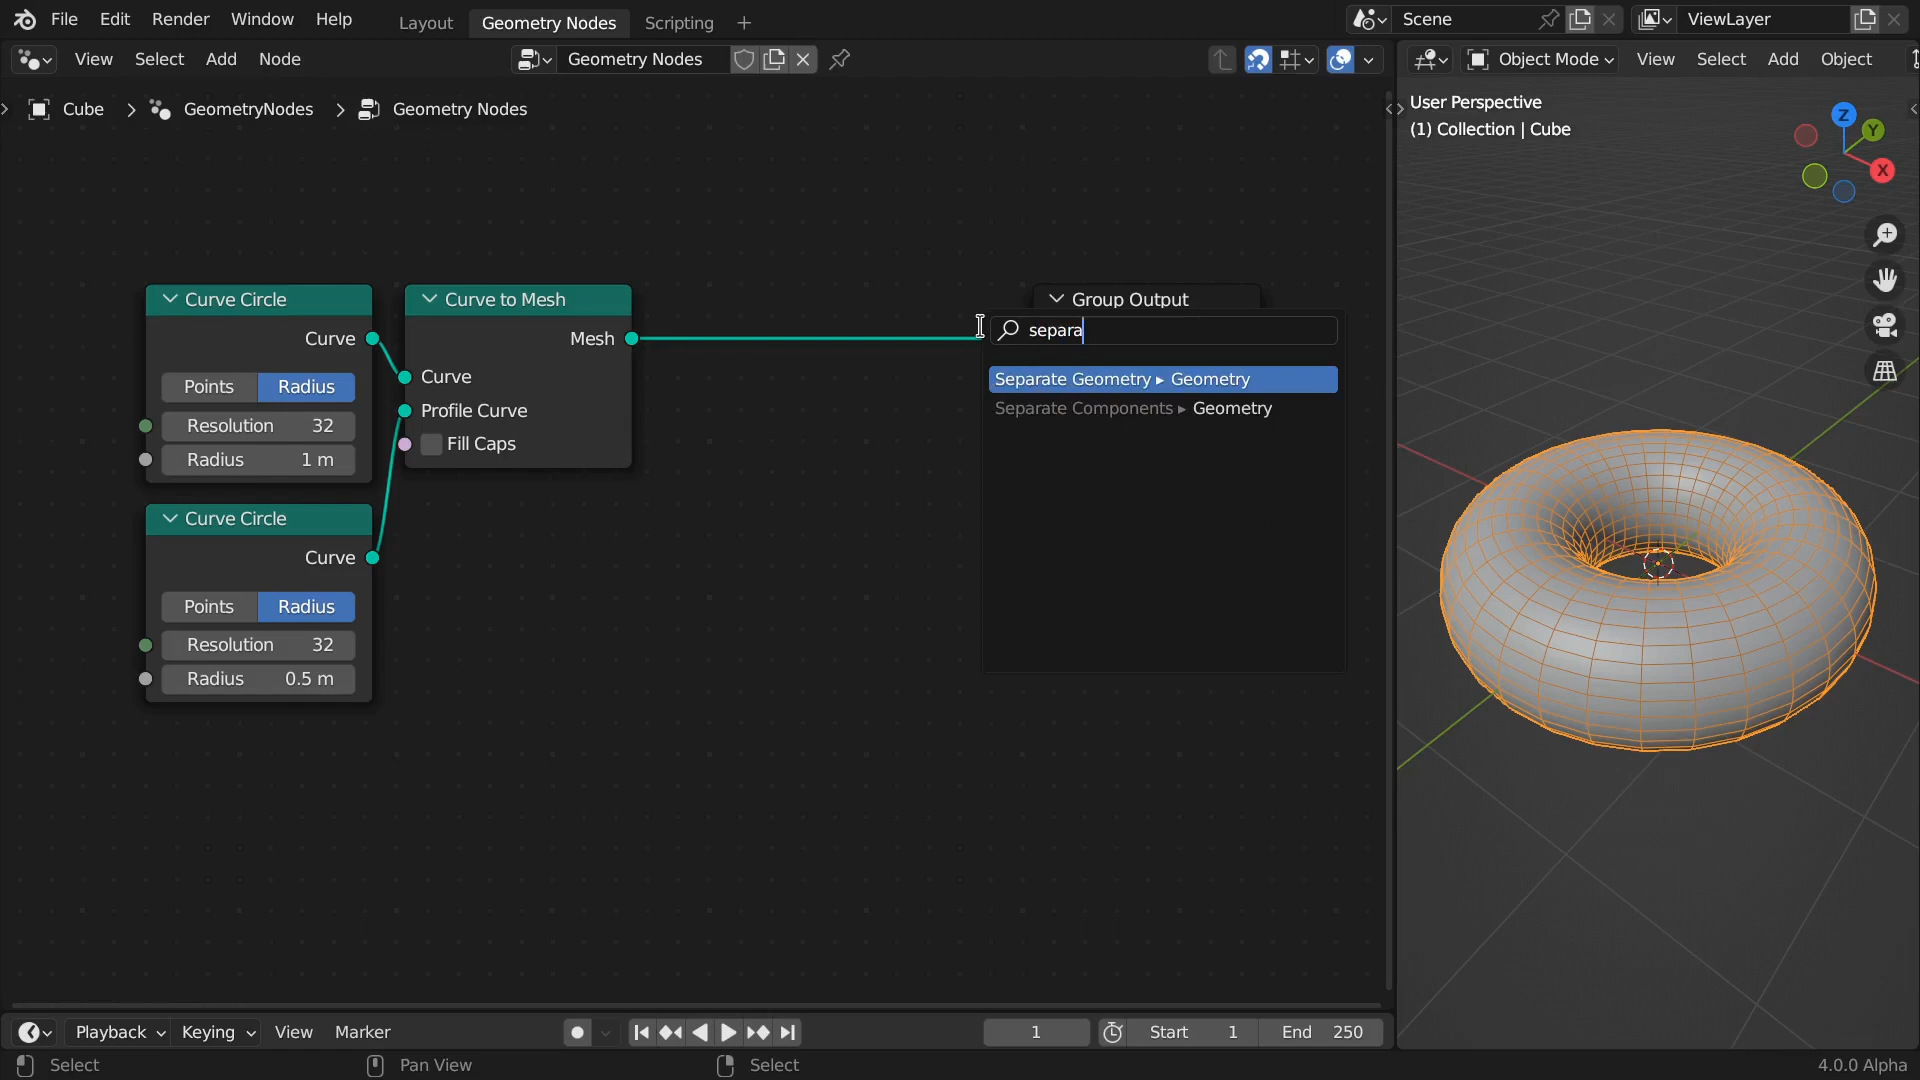 File Edit Render Window Help
Layout Geometry Nodes Scripting +
Scene
ViewLayer
View Select Add Node
Geometry Nodes
Object Mode View Select Add Object
Cube > GeometryNodes > Geometry Nodes
User Perspective
(1) Collection | Cube
Z
Y
X
Curve Circle
Curve
Points Radius
Resolution 32
Radius 1 m
Curve to Mesh
Mesh
Curve
Profile Curve
Fill Caps
Curve Circle
Curve
Points Radius
Resolution 32
Radius 0.5 m
Group Output
separa
Separate Geometry ▸ Geometry
Separate Components ▸ Geometry
Playback Keying View Marker
1
Start 1 End 250
Select
Pan View
Select
4.0.0 Alpha